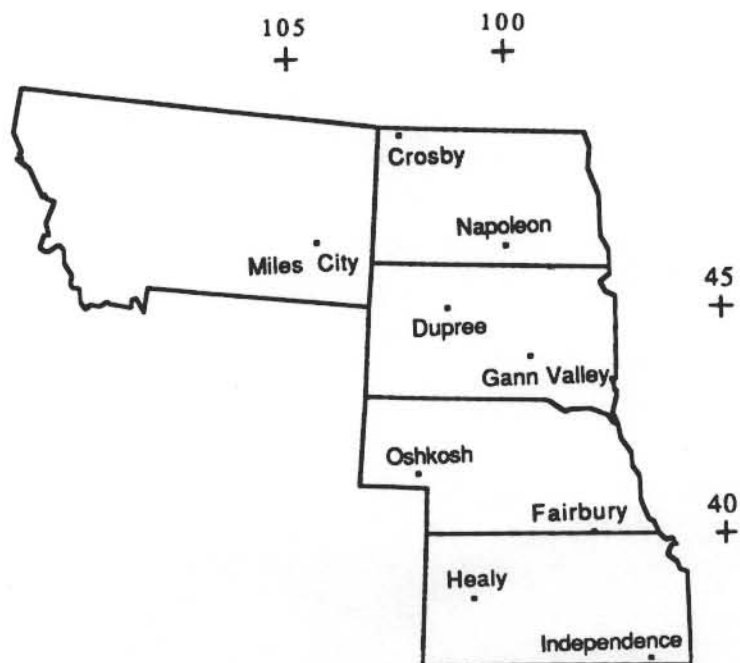 105 100
Crosby
Napoleon
Miles City
45
Dupree
Gann Valley
Oshkosh
Fairbury
40
Healy
Independence